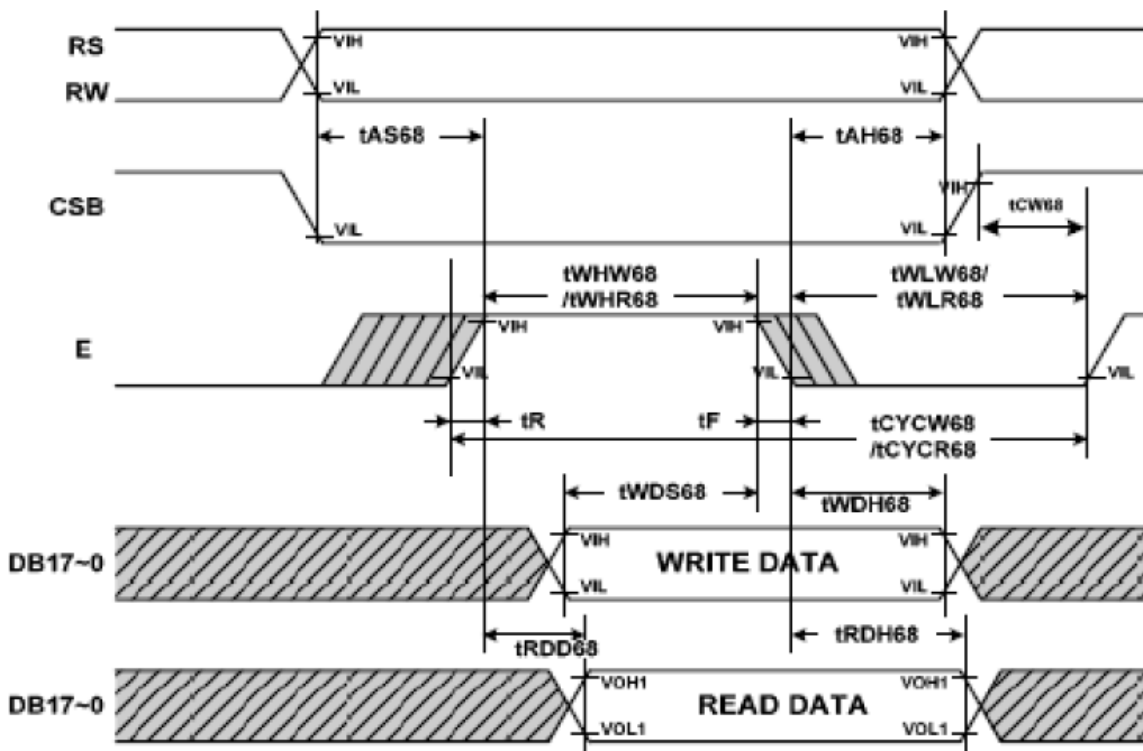 RS
VIH
VIH
RW
VIL
VIL
tAS68
tAH68
CSB
VIH
tCW68
VIL
VIL
tWHW68
/tWHR68
tWLW68/
tWLR68
E
VIH
VIH
VIL
VIL
VIL
tR
tF
tCYCW68
/tCYCR68
tWDS68
tWDH68
DB17~0
VIH
WRITE DATA
VIH
VIL
VIL
tRDD68
tRDH68
DB17~0
VOH1
READ DATA
VOH1
VOL1
VOL1